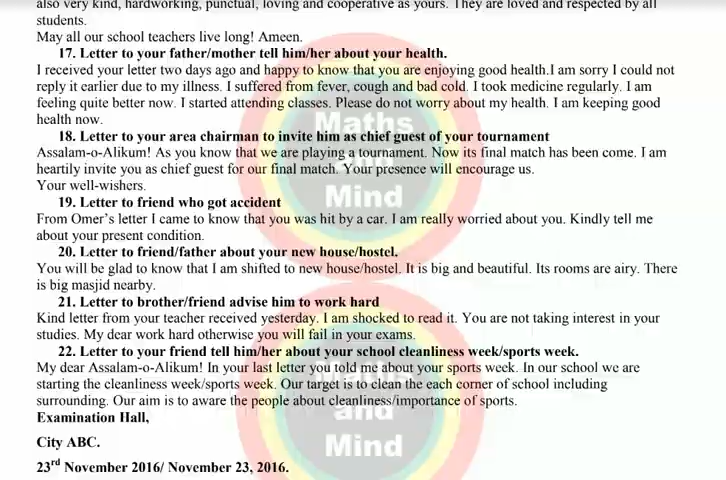 also very kind, hardworking, punctual, loving and cooperative as yours. They are loved and respected by all
students.
May all our school teachers live long! Ameen.
17. Letter to your father/mother tell him/her about your health.
I received your letter two days ago and happy to know that you are enjoying good health.I am sorry I could not
reply it earlier due to my illness. I suffered from fever, cough and bad cold. I took medicine regularly. I am
feeling quite better now. I started attending classes. Please do not worry about my health. I am keeping good
health now.
18. Letter to your area chairman to invite him as chief guest of your tournament
Assalam-o-Alikum! As you know that we are playing a tournament. Now its final match has been come. I am
heartily invite you as chief guest for our final match. Your presence will encourage us.
Your well-wishers.
19. Letter to friend who got accident
From Omer’s letter I came to know that you was hit by a car. I am really worried about you. Kindly tell me
about your present condition.
20. Letter to friend/father about your new house/hostel.
You will be glad to know that I am shifted to new house/hostel. It is big and beautiful. Its rooms are airy. There
is big masjid nearby.
21. Letter to brother/friend advise him to work hard
Kind letter from your teacher received yesterday. I am shocked to read it. You are not taking interest in your
studies. My dear work hard otherwise you will fail in your exams.
22. Letter to your friend tell him/her about your school cleanliness week/sports week.
My dear Assalam-o-Alikum! In your last letter you told me about your sports week. In our school we are
starting the cleanliness week/sports week. Our target is to clean the each corner of school including
surrounding. Our aim is to aware the people about cleanliness/importance of sports.
Examination Hall,
City ABC.
23rd November 2016/ November 23, 2016.
Maths
and
Mind
Maths
and
Mind